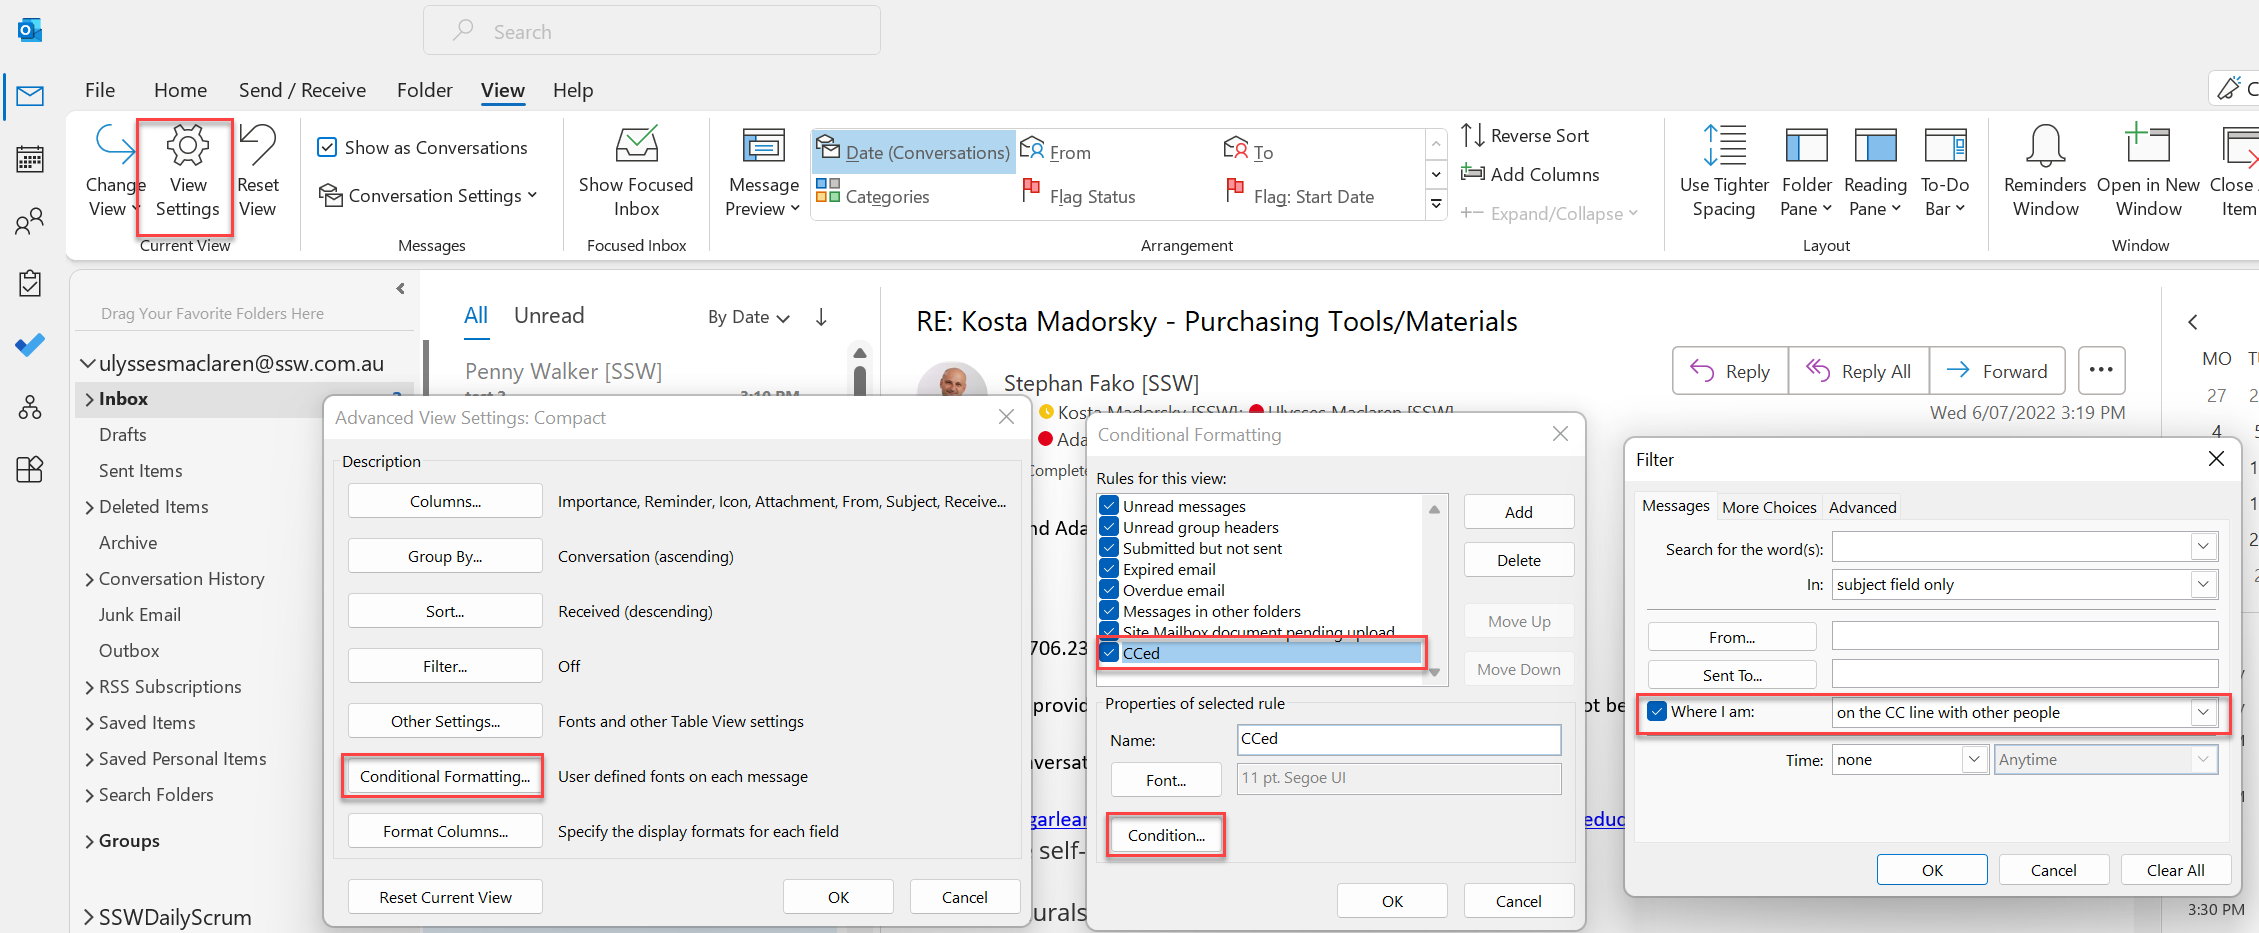 Search
File Home Send / Receive Folder View Help
Change View
View Settings
Reset View
Current View
Show as Conversations
Conversation Settings
Messages
Show Focused Inbox
Focused Inbox
Message Preview
Date (Conversations) From To
Categories Flag Status Flag: Start Date
Arrangement
Reverse Sort
Add Columns
Expand/Collapse
Use Tighter Spacing
Folder Pane
Reading Pane
To-Do Bar
Layout
Reminders Window
Open in New Window
Close
Item
Window
Drag Your Favorite Folders Here
ulyssesmaclaren@ssw.com.au
Inbox
Drafts
Sent Items
Deleted Items
Archive
Conversation History
Junk Email
Outbox
RSS Subscriptions
Saved Items
Saved Personal Items
Search Folders
Groups
SSWDailyScrum
All Unread By Date
Penny Walker [SSW]
3:19 PM
RE: Kosta Madorsky - Purchasing Tools/Materials
Stephan Fako [SSW]
Kosta Madorsky [SSW]; Ulysses Maclaren [SSW]
Reply Reply All Forward
Wed 6/07/2022 3:19 PM
MO
27
4
3:30 PM
Advanced View Settings: Compact
Description
Columns... Importance, Reminder, Icon, Attachment, From, Subject, Receive...
Group By... Conversation (ascending)
Sort... Received (descending)
Filter... Off
Other Settings... Fonts and other Table View settings
Conditional Formatting... User defined fonts on each message
Format Columns... Specify the display formats for each field
Reset Current View OK Cancel
Conditional Formatting
Rules for this view:
Unread messages
Unread group headers
Submitted but not sent
Expired email
Overdue email
Messages in other folders
Site Mailbox document pending upload
CCed
Add
Delete
Move Up
Move Down
Properties of selected rule
Name: CCed
Font... 11 pt. Segoe UI
Condition...
OK Cancel
Filter
Messages More Choices Advanced
Search for the word(s):
In: subject field only
From...
Sent To...
Where I am: on the CC line with other people
Time: none Anytime
OK Cancel Clear All